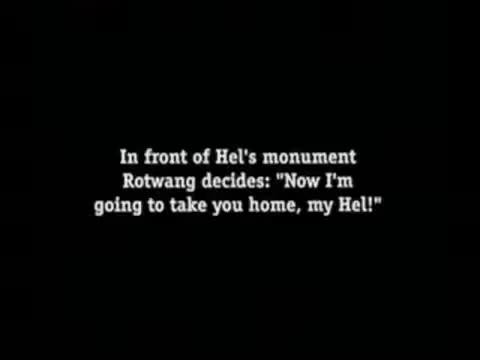 In front of Hel's monument
Rotwang decides: "Now I'm
going to take you home, my Hel!"